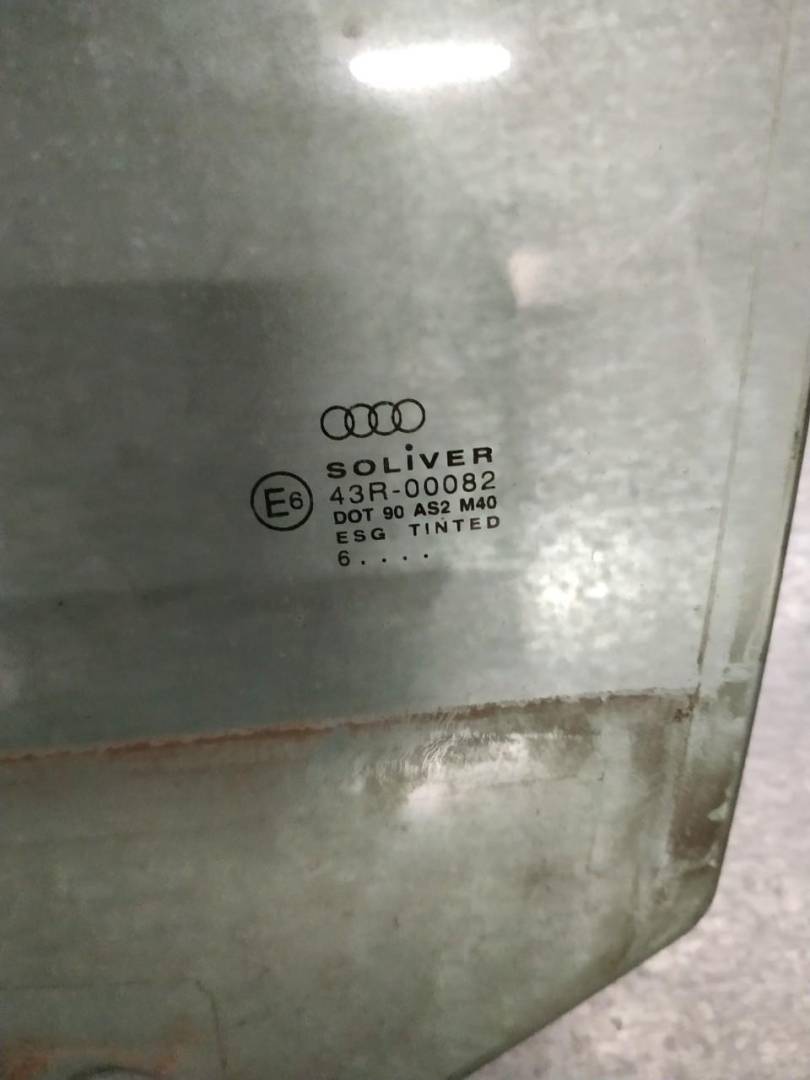 SOLiVER
E6
43R-00082
DOT 90 AS2 M40
ESG TINTED
6....